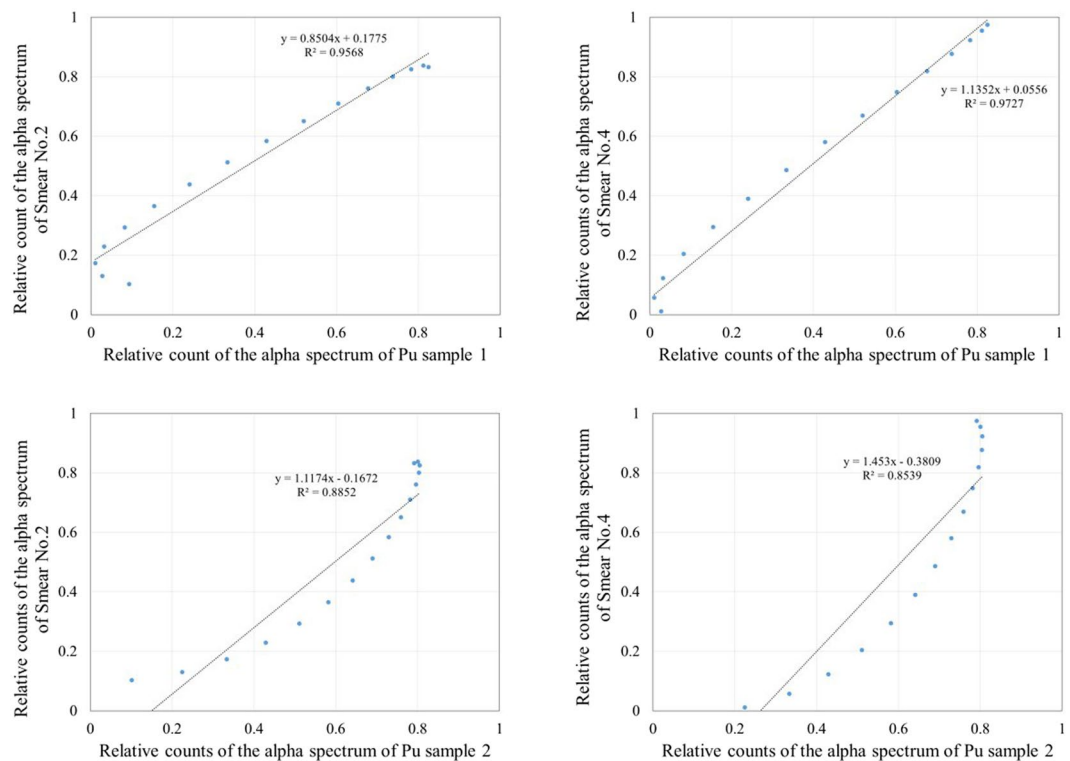 1
0.8
0.6
0.4
0.2
0
0
0.2
0.4
0.6
0.8
1
Relative count of the alpha spectrum
of Smear No.2
y = 0.8504x + 0.1775
R² = 0.9568
Relative count of the alpha spectrum of Pu sample 1
1
0.8
0.6
0.4
0.2
0
0
0.2
0.4
0.6
0.8
1
Relative counts of the alpha spectrum
of Smear No.4
y = 1.1352x + 0.0556
R² = 0.9727
Relative counts of the alpha spectrum of Pu sample 1
1
0.8
0.6
0.4
0.2
0
0
0.2
0.4
0.6
0.8
1
Relative counts of the alpha spectrum
of Smear No.2
y = 1.1174x - 0.1672
R² = 0.8852
Relative counts of the alpha spectrum of Pu sample 2
1
0.8
0.6
0.4
0.2
0
0
0.2
0.4
0.6
0.8
1
Relative counts of the alpha spectrum
of Smear No.4
y = 1.453x - 0.3809
R² = 0.8539
Relative counts of the alpha spectrum of Pu sample 2